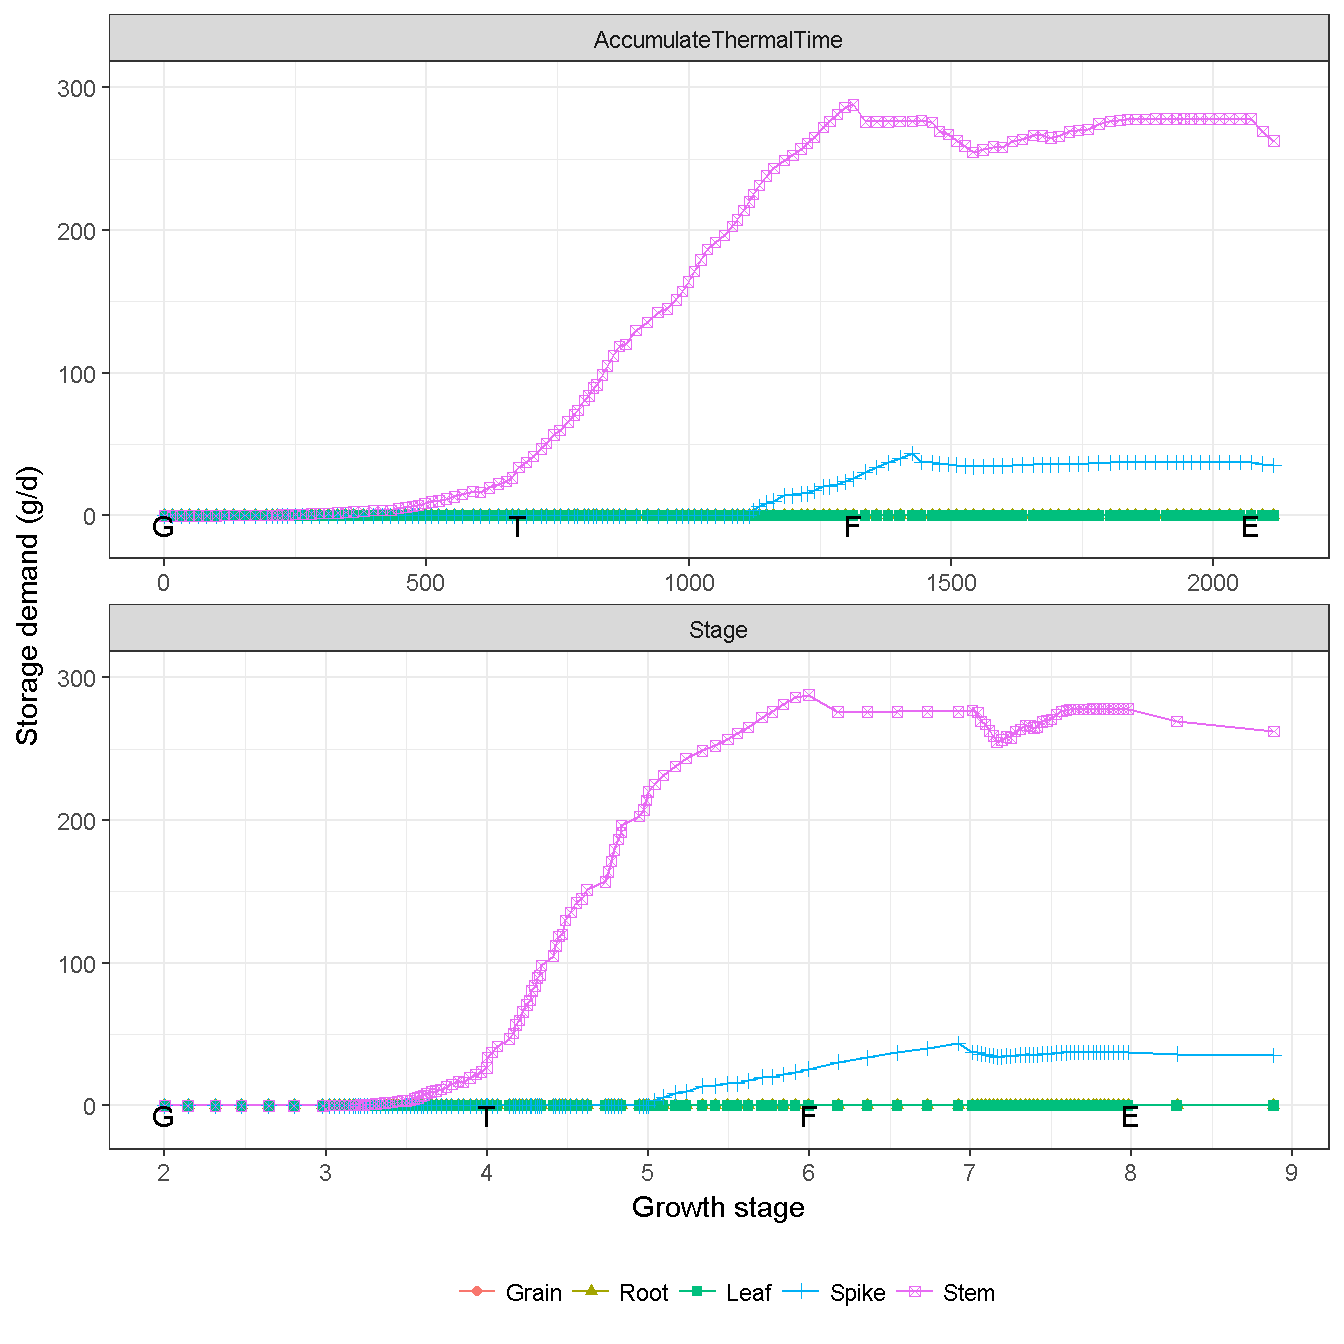 AccumulateThermalTime
300
200
100
0
G T F E
0 500 1000 1500 2000
Storage demand (g/d)
Stage
300
200
100
0
G T F E
2 3 4 5 6 7 8 9
Growth stage
Grain Root Leaf Spike Stem